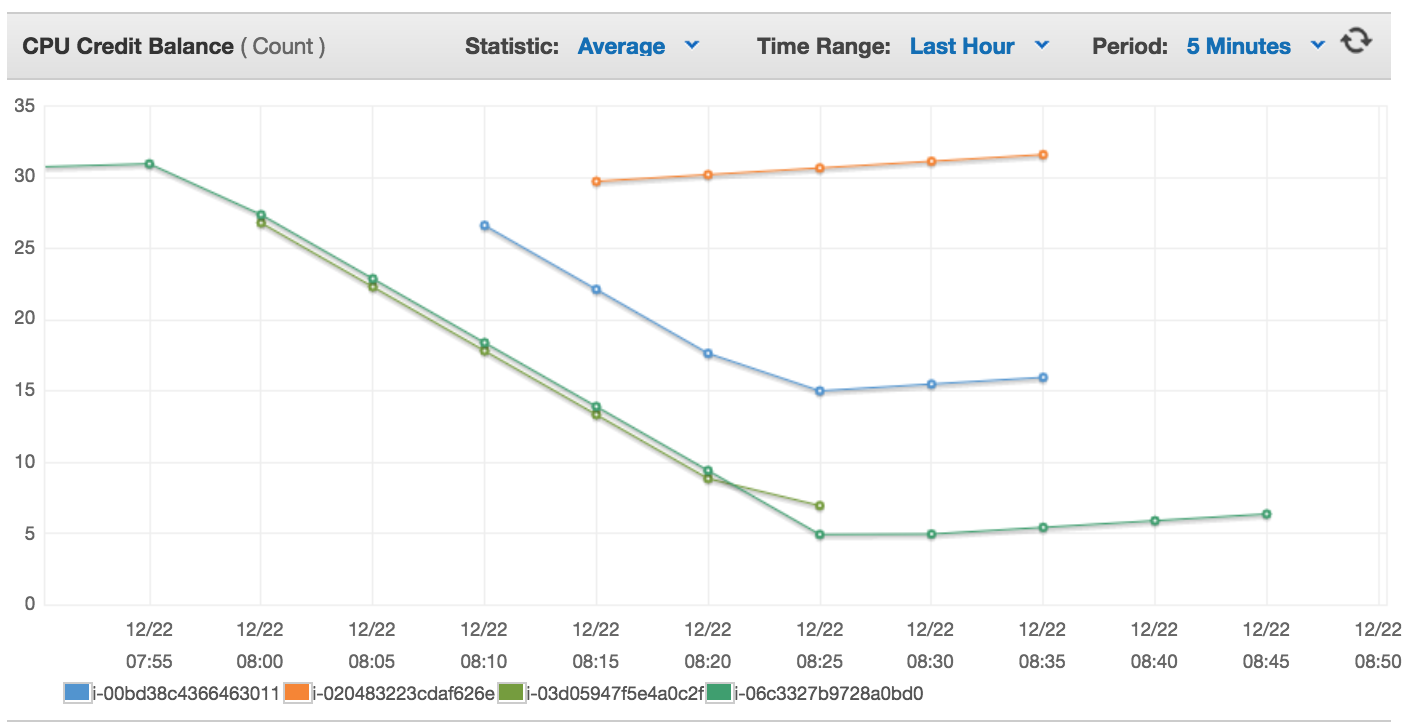 CPU Credit Balance ( Count ) Statistic: Average Time Range: Last Hour Period: 5 Minutes
35
30
25
20
15
10
5
0
12/22 12/22 12/22 12/22 12/22 12/22 12/22 12/22 12/22 12/22 12/22 12/22
07:55 08:00 08:05 08:10 08:15 08:20 08:25 08:30 08:35 08:40 08:45 08:50
i-00bd38c4366463011 i-020483223cdaf626e i-03d05947f5e4a0c2f i-06c3327b9728a0bd0